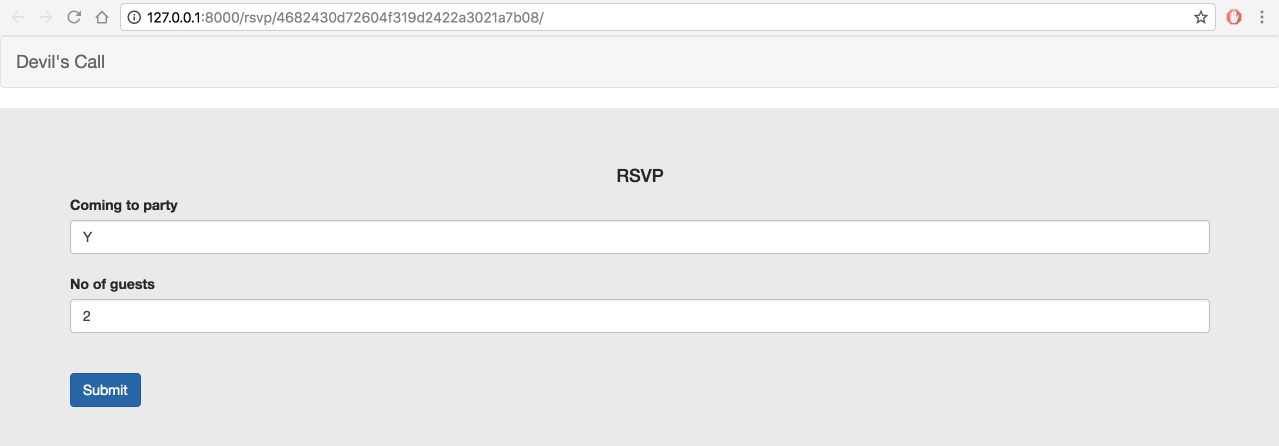 127.0.0.1:8000/rsvp/4682430d72604f319d2422a3021a7b08/
Devil's Call
RSVP
Coming to party
Y
No of guests
2
Submit